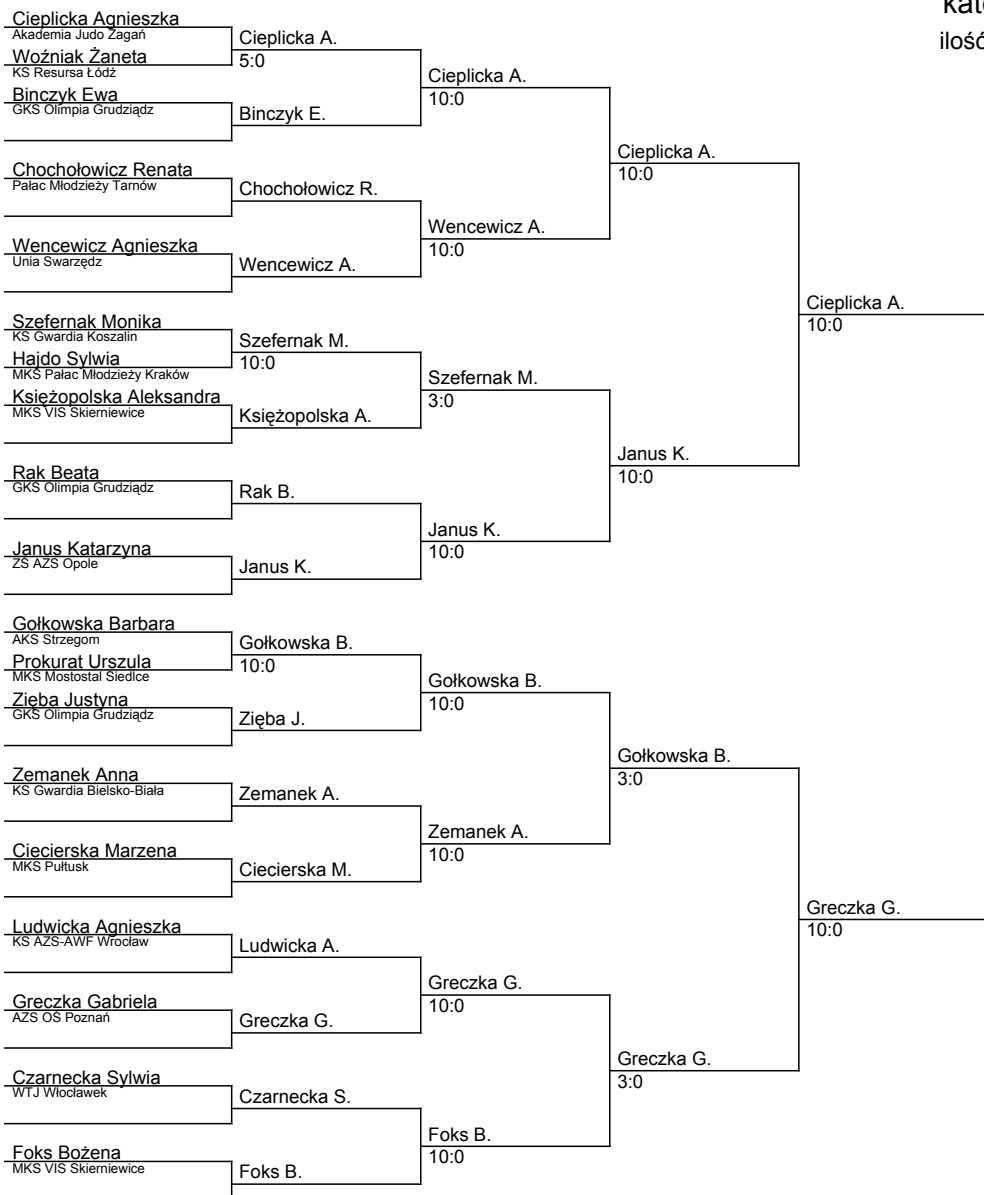 kat
ilość
Cieplicka Agnieszka
Akademia Judo Żagań
Woźniak Żaneta
KS Resursa Łódź
Binczyk Ewa
GKS Olimpia Grudziądz
Chochołowicz Renata
Pałac Młodzieży Tarnów
Wencewicz Agnieszka
Unia Swarzędz
Szefernak Monika
KS Gwardia Koszalin
Hajdo Sylwia
MKS Pałac Młodzieży Kraków
Księżopolska Aleksandra
MKS VIS Skierniewice
Rak Beata
GKS Olimpia Grudziądz
Janus Katarzyna
ZS AZS Opole
Gołkowska Barbara
AKS Strzegom
Prokurat Urszula
MKS Mostostal Siedlce
Zięba Justyna
GKS Olimpia Grudziądz
Zemanek Anna
KS Gwardia Bielsko-Biała
Ciecierska Marzena
MKS Pułtusk
Ludwicka Agnieszka
KS AZS-AWF Wrocław
Greczka Gabriela
AZS OŚ Poznań
Czarnecka Sylwia
WTJ Włocławek
Foks Bożena
MKS VIS Skierniewice
Cieplicka A.
5:0
Binczyk E.
Chochołowicz R.
Wencewicz A.
Szefernak M.
10:0
Księżopolska A.
Rak B.
Janus K.
Gołkowska B.
10:0
Zięba J.
Zemanek A.
Ciecierska M.
Ludwicka A.
Greczka G.
Czarnecka S.
Foks B.
Cieplicka A.
10:0
Wencewicz A.
10:0
Szefernak M.
3:0
Janus K.
10:0
Gołkowska B.
10:0
Zemanek A.
10:0
Greczka G.
10:0
Foks B.
10:0
Cieplicka A.
10:0
Janus K.
10:0
Gołkowska B.
3:0
Greczka G.
3:0
Cieplicka A.
10:0
Greczka G.
10:0